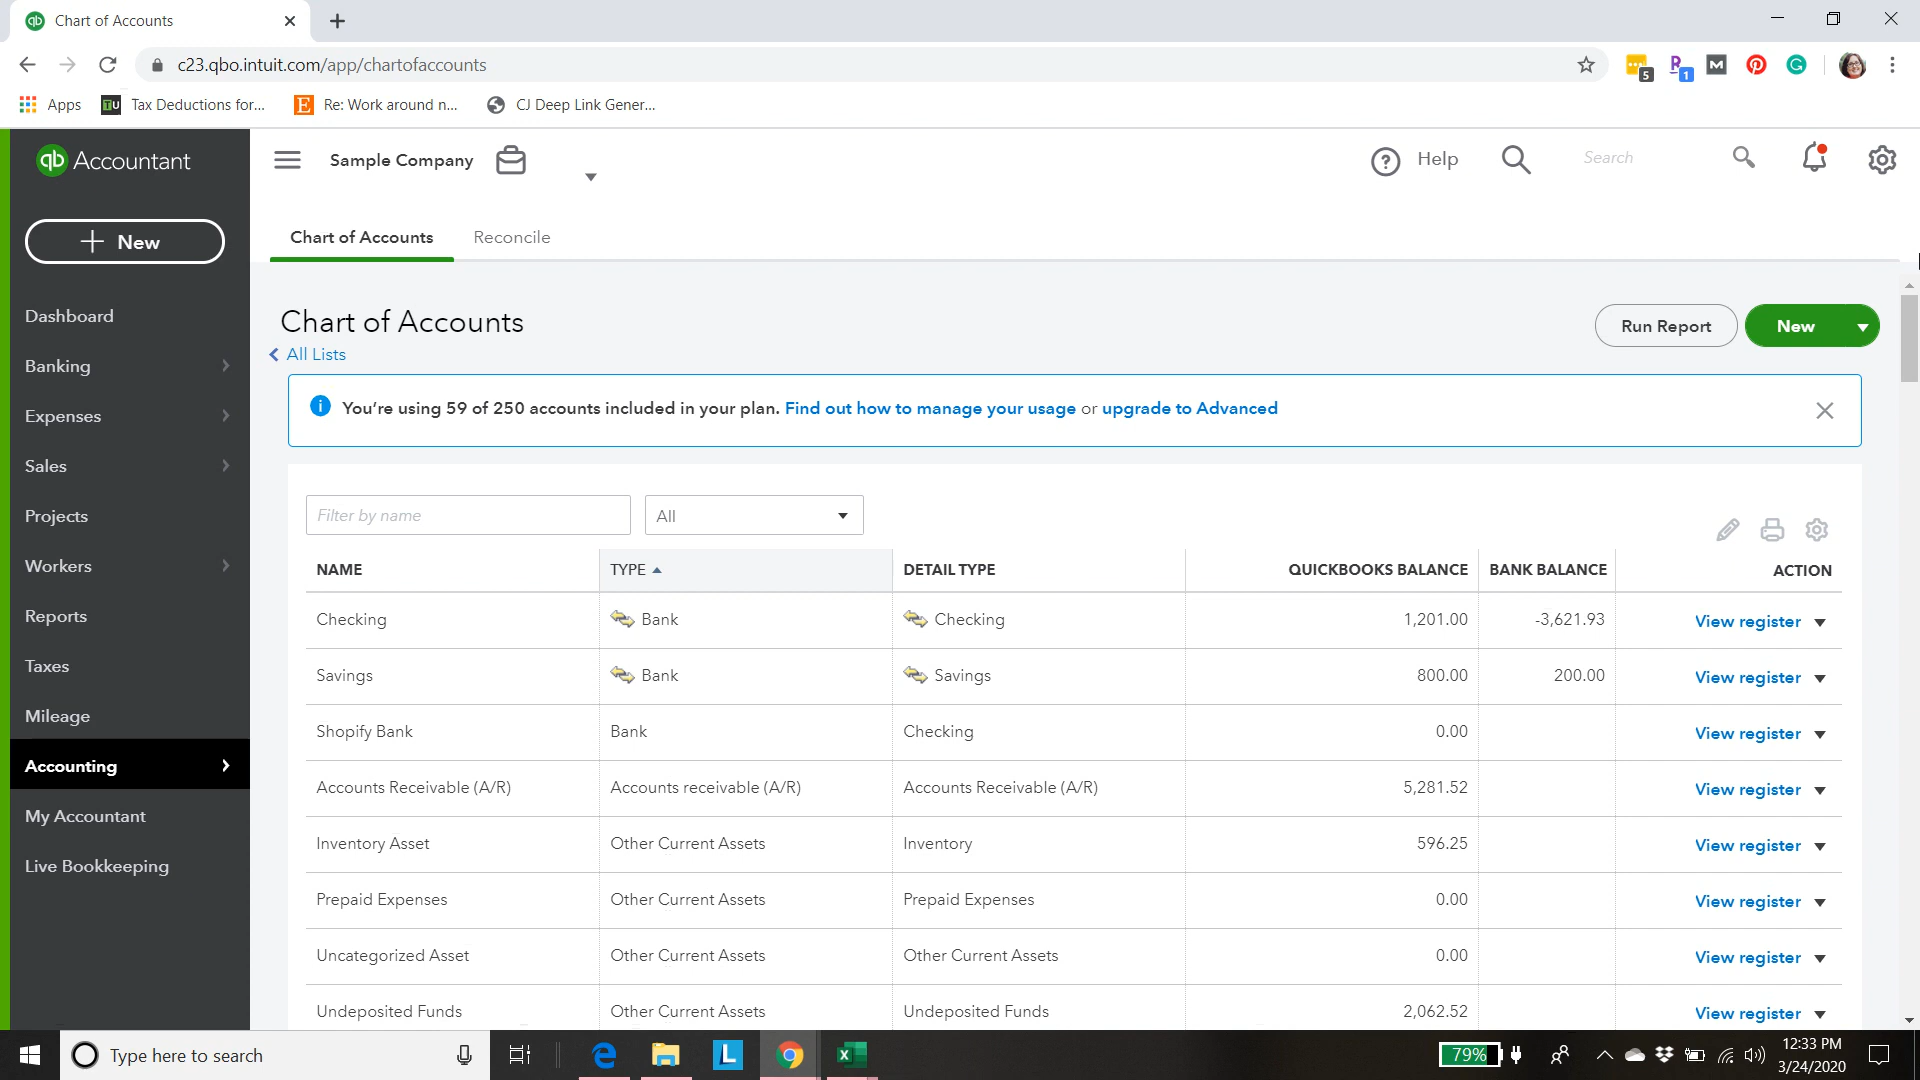 Chart of Accounts
c23.qbo.intuit.com/app/chartofaccounts
5
1
Apps
TU
Tax Deductions for...
E
Re: Work around n...
CJ Deep Link Gener...
qb Accountant
Sample Company
Help
Search
New
Chart of Accounts
Reconcile
Dashboard
Banking
Expenses
Sales
Projects
Workers
Reports
Taxes
Mileage
Accounting
My Accountant
Live Bookkeeping
Chart of Accounts
All Lists
Run Report
New
You're using 59 of 250 accounts included in your plan. Find out how to manage your usage or upgrade to Advanced
Filter by name
All
NAME TYPE DETAIL TYPE QUICKBOOKS BALANCE BANK BALANCE ACTION
Checking Bank Checking 1,201.00 -3,621.93 View register
Savings Bank Savings 800.00 200.00 View register
Shopify Bank Bank Checking 0.00 View register
Accounts Receivable (A/R) Accounts receivable (A/R) Accounts Receivable (A/R) 5,281.52 View register
Inventory Asset Other Current Assets Inventory 596.25 View register
Prepaid Expenses Other Current Assets Prepaid Expenses 0.00 View register
Uncategorized Asset Other Current Assets Other Current Assets 0.00 View register
Undeposited Funds Other Current Assets Undeposited Funds 2,062.52 View register
Type here to search
79%
12:33 PM
3/24/2020